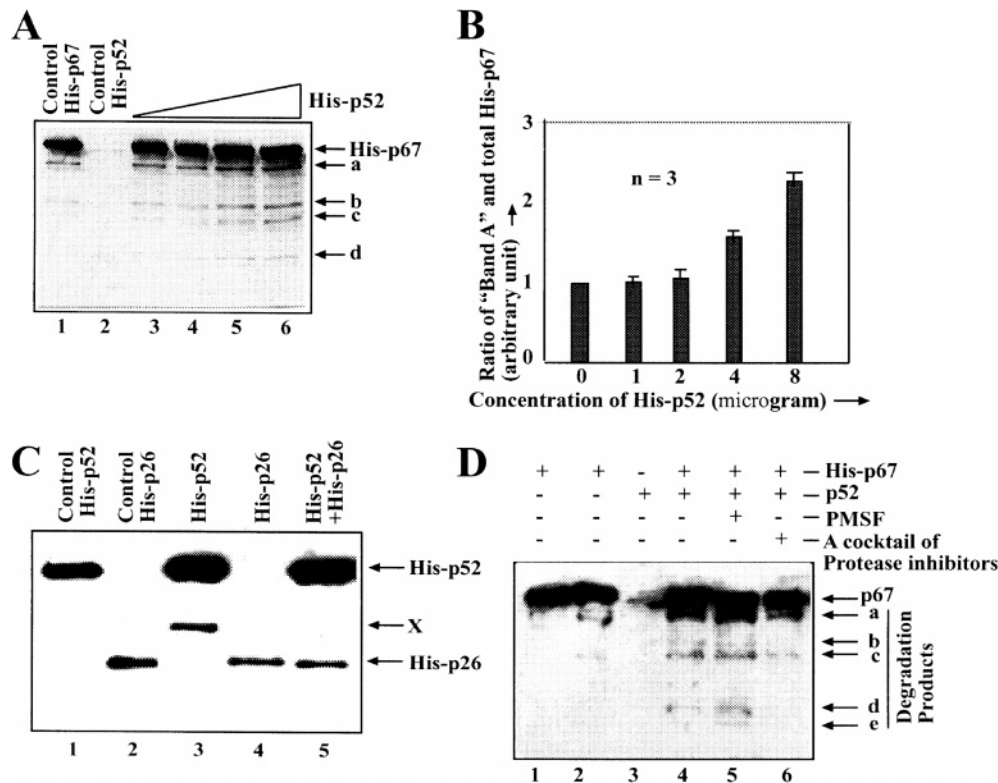 A
Control
His-p67
Control
His-p52
His-p52
His-p67
a
b
c
d
1 2 3 4 5 6
B
Ratio of “Band A” and total His-p67
(arbitrary unit)
3
2
1
0
n = 3
0 1 2 4 8
Concentration of His-p52 (microgram)
C
Control
His-p52
Control
His-p26
His-p52
His-p26
His-p52
+His-p26
His-p52
X
His-p26
1 2 3 4 5
D
+ + - + + + – His-p67
- - + + + + – p52
- - - - + – PMSF
- - - - + – A cocktail of
Protease inhibitors
p67
a
b
c
d
e
Degradation
Products
1 2 3 4 5 6